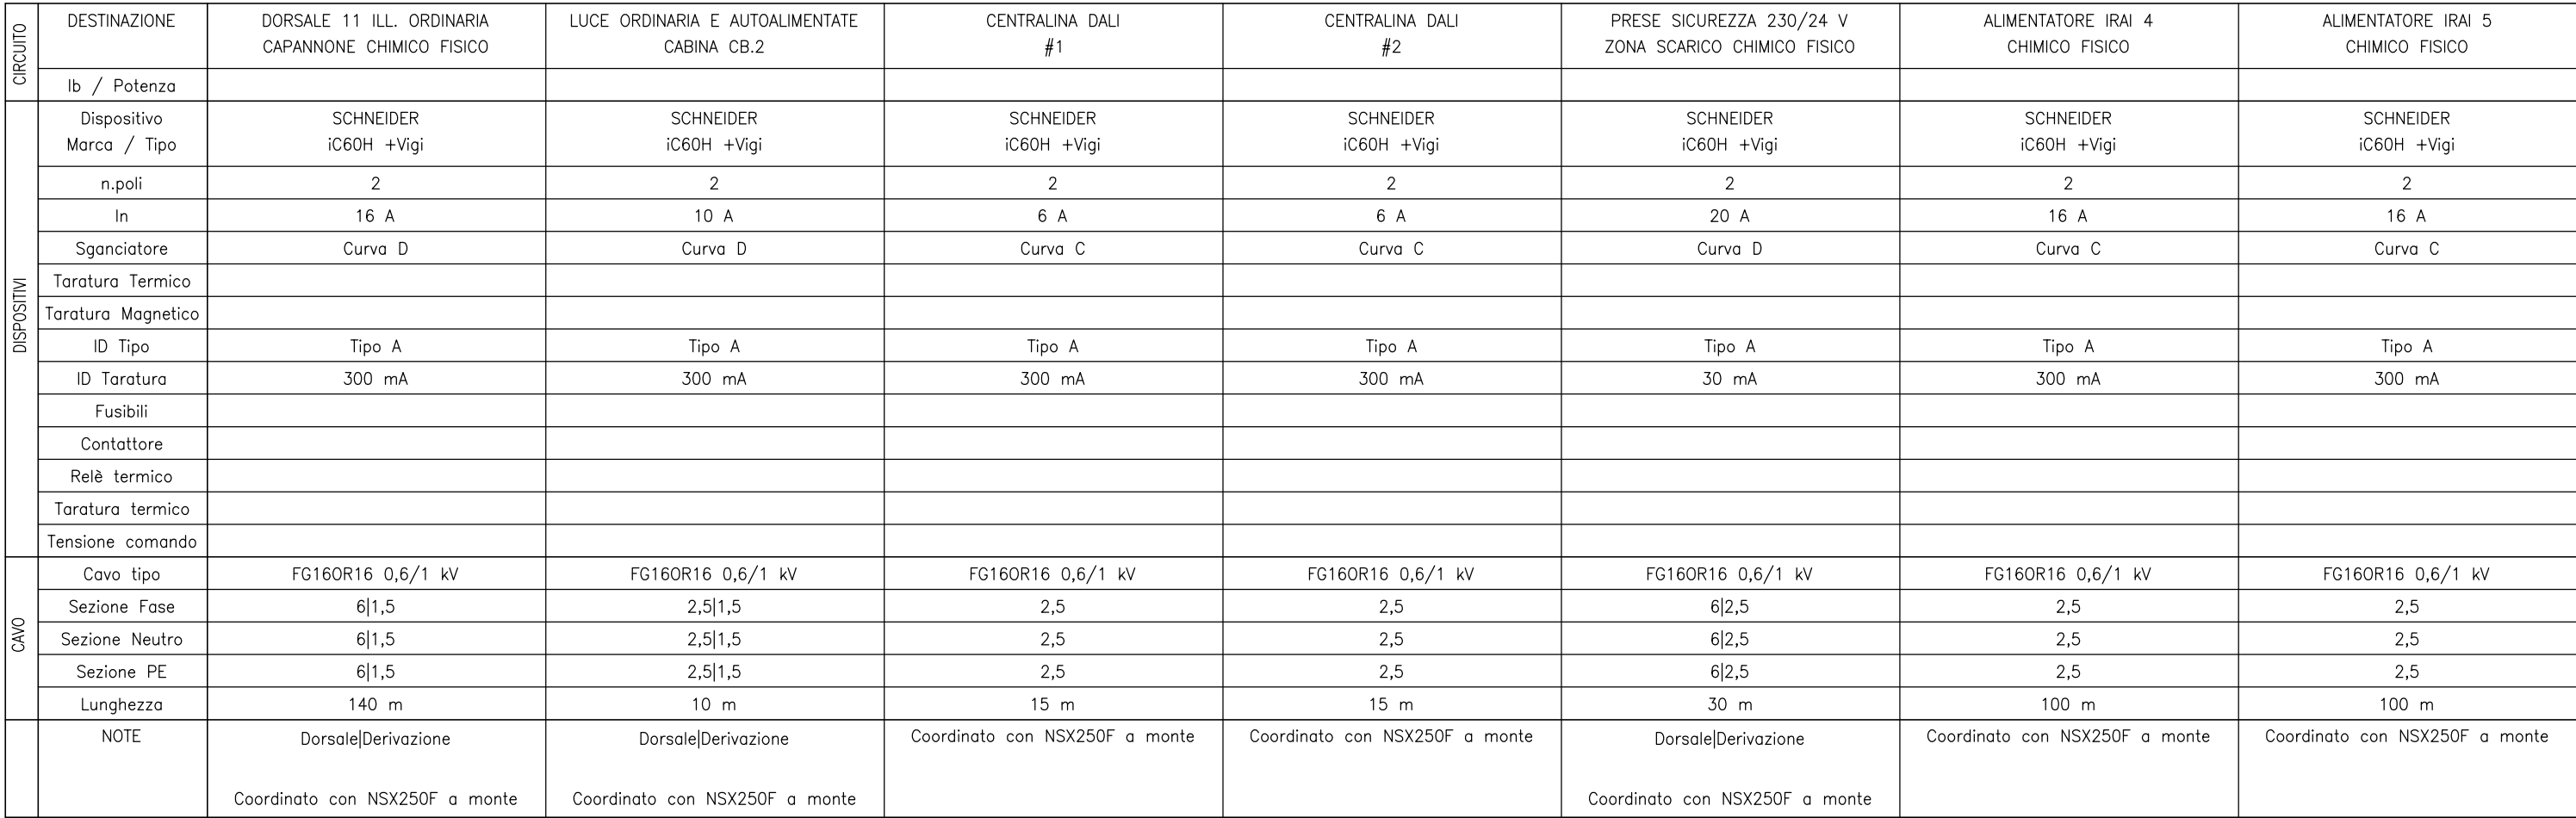 CIRCUITO
DESTINAZIONE
DORSALE 11 ILL. ORDINARIA
CAPANNONE CHIMICO FISICO
LUCE ORDINARIA E AUTOALIMENTATE
CABINA CB.2
CENTRALINA DALI
#1
CENTRALINA DALI
#2
PRESE SICUREZZA 230/24 V
ZONA SCARICO CHIMICO FISICO
ALIMENTATORE IRAI 4
CHIMICO FISICO
ALIMENTATORE IRAI 5
CHIMICO FISICO
Ib / Potenza
DISPOSITIVI
Dispositivo
Marca / Tipo
SCHNEIDER
iC60H +Vigi
SCHNEIDER
iC60H +Vigi
SCHNEIDER
iC60H +Vigi
SCHNEIDER
iC60H +Vigi
SCHNEIDER
iC60H +Vigi
SCHNEIDER
iC60H +Vigi
SCHNEIDER
iC60H +Vigi
n.poli 2 2 2 2 2 2 2
In 16 A 10 A 6 A 6 A 20 A 16 A 16 A
Sganciatore Curva D Curva D Curva C Curva C Curva D Curva C Curva C
Taratura Termico
Taratura Magnetico
ID Tipo Tipo A Tipo A Tipo A Tipo A Tipo A Tipo A Tipo A
ID Taratura 300 mA 300 mA 300 mA 300 mA 30 mA 300 mA 300 mA
Fusibili
Contattore
Relè termico
Taratura termico
Tensione comando
CAVO
Cavo tipo FG16OR16 0,6/1 kV FG16OR16 0,6/1 kV FG16OR16 0,6/1 kV FG16OR16 0,6/1 kV FG16OR16 0,6/1 kV FG16OR16 0,6/1 kV FG16OR16 0,6/1 kV
Sezione Fase 6|1,5 2,5|1,5 2,5 2,5 6|2,5 2,5 2,5
Sezione Neutro 6|1,5 2,5|1,5 2,5 2,5 6|2,5 2,5 2,5
Sezione PE 6|1,5 2,5|1,5 2,5 2,5 6|2,5 2,5 2,5
Lunghezza 140 m 10 m 15 m 15 m 30 m 100 m 100 m
NOTE
Dorsale|Derivazione
Coordinato con NSX250F a monte
Dorsale|Derivazione
Coordinato con NSX250F a monte
Coordinato con NSX250F a monte
Coordinato con NSX250F a monte
Dorsale|Derivazione
Coordinato con NSX250F a monte
Coordinato con NSX250F a monte
Coordinato con NSX250F a monte